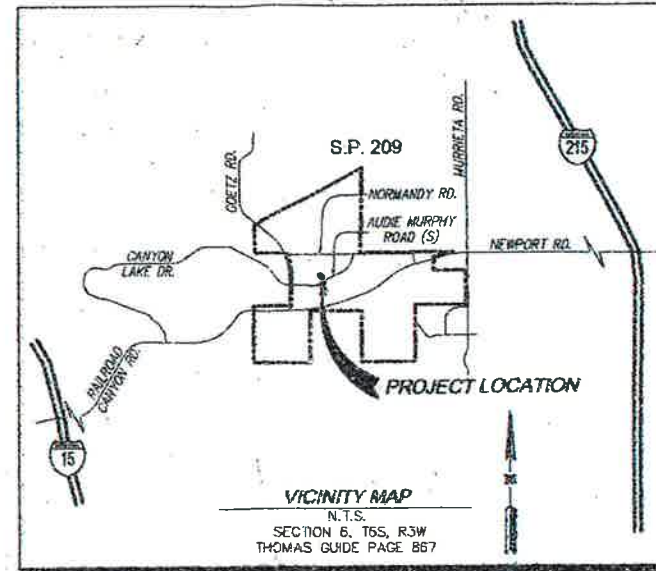 S.P. 209
GOETZ RD.
MURRIETA RD.
215
NORMANDY RD.
AUDIE MURPHY
ROAD (S)
NEWPORT RD.
CANYON
LAKE DR.
RAILROAD
CANYON RD.
PROJECT LOCATION
15
VICINITY MAP
N.T.S.
SECTION 6, T6S, R3W
THOMAS GUIDE PAGE 867